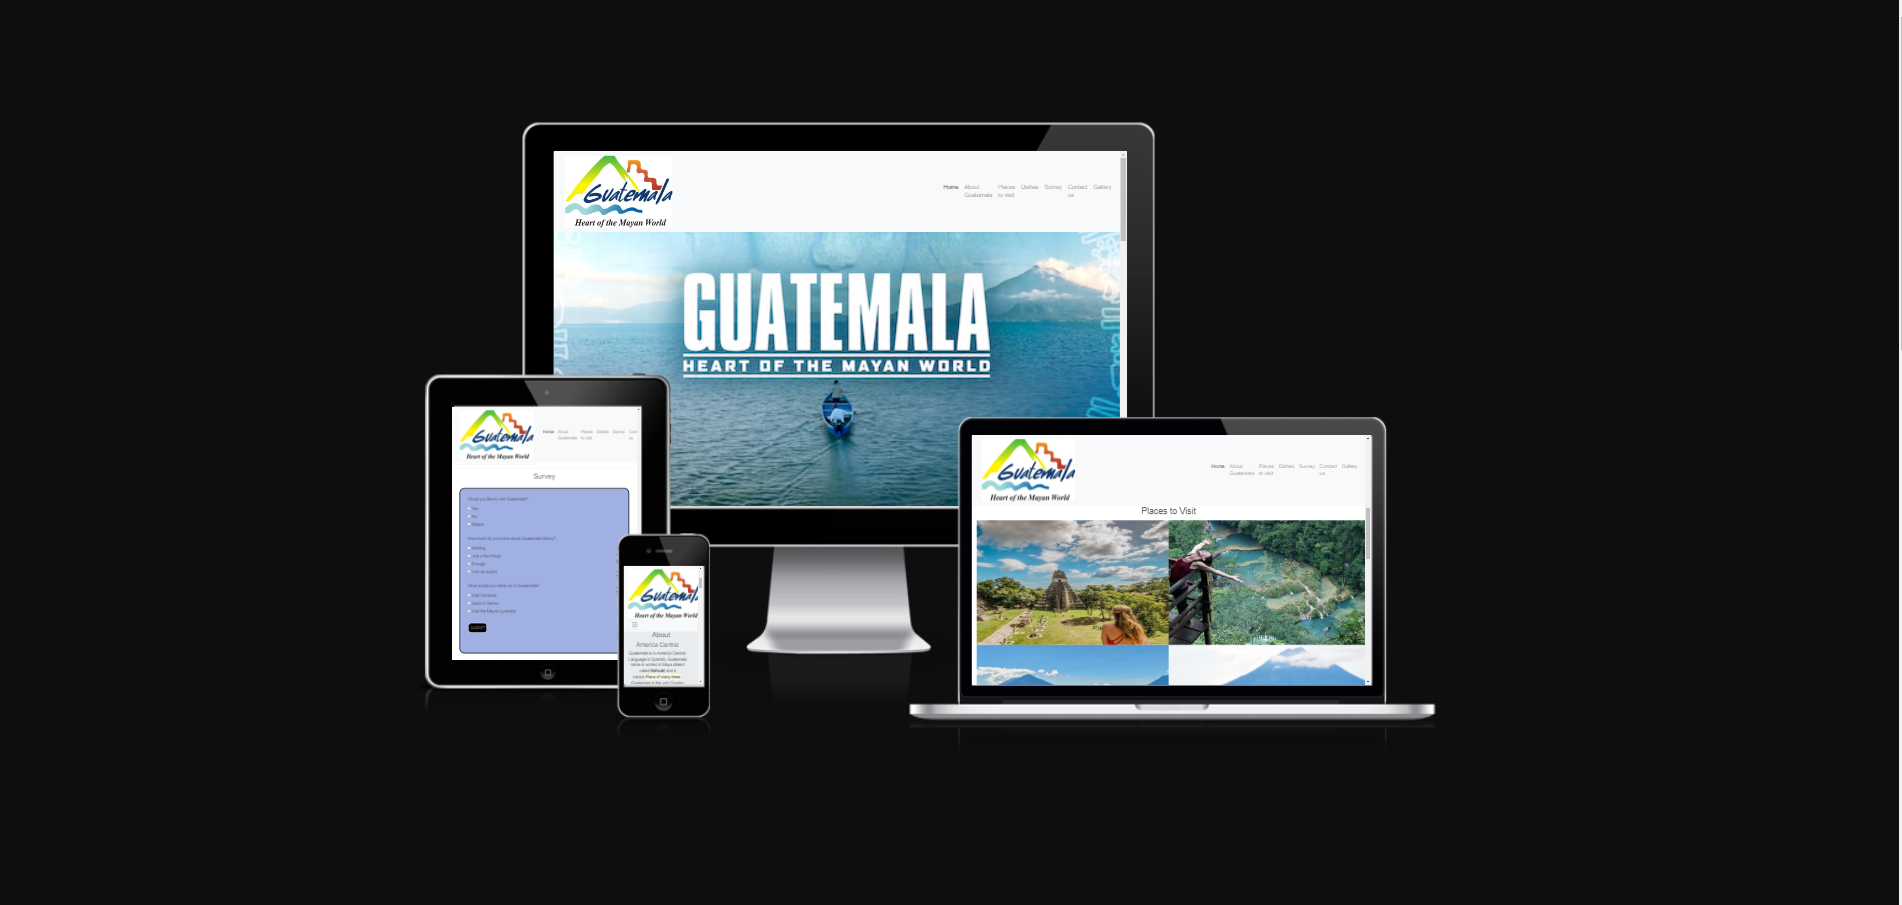 Guatemala
Heart of the Mayan World
Home About Guatemala Places to visit Dishes Survey Contact us Gallery
GUATEMALA
HEART OF THE MAYAN WORLD
Guatemala
Heart of the Mayan World
Home About Guatemala Places to visit Dishes Survey Cont us
Survey
Would you like to visit Guatemala?
Yes
No
Maybe
How much do you know about Guatemala History?
Nothing
Just a few things
Enough
I am an expert
What would you rather do in Guatemala?
Visit Volcanos
Swim in Semuc
Visit the Mayan pyramids
SUBMIT
Guatemala
Heart of the Mayan World
About
America Central
Guatemala is in America Central,
Language is Spanish, Guatemala
called Nahuatl and it
means Place of many trees
Guatemala
Heart of the Mayan World
Home About Guatemala Places to visit Dishes Survey Contact us Gallery
Places to Visit